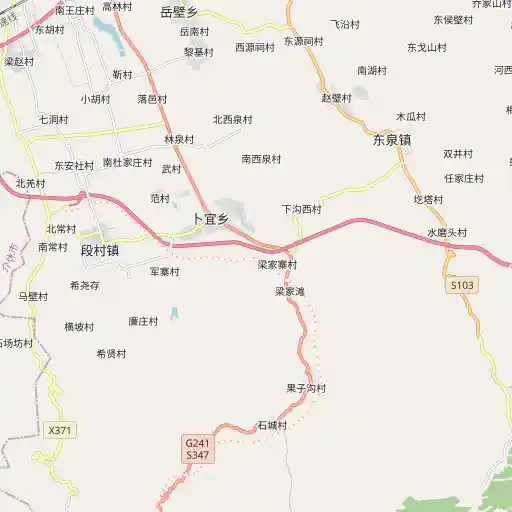 南王庄村
高林村
岳壁乡
飞沿村
东侯壁村
齐家山村
速线
东胡村
岳南村
东源祠村
西源祠村
东戈山村
黎基村
梁赵村
靳村
南湖村
河西
小胡村
落邑村
赵壁村
七洞村
北西泉村
木瓜村
林泉村
东泉镇
东安社村
南杜家庄村
武村
南西泉村
双井村
任家庄村
北羌村
范村
卜宜乡
下沟西村
圪塔村
北常村
水磨头村
南常村
段村镇
介休市
军寨村
梁家寨村
希尧存
梁家滩
S103
马壁村
横坡村
廉庄村
石场坊村
希贤村
果子沟村
X371
石城村
G241
S347